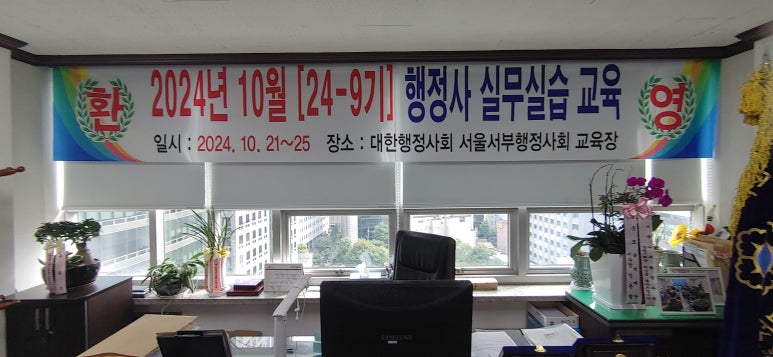 환 2024년 10월 [24-9기] 행정사 실무실습 교육 영
일시 : 2024. 10. 21~25 장소 : 대한행정사회 서울서부행정사회 교육장
SAMSUNG